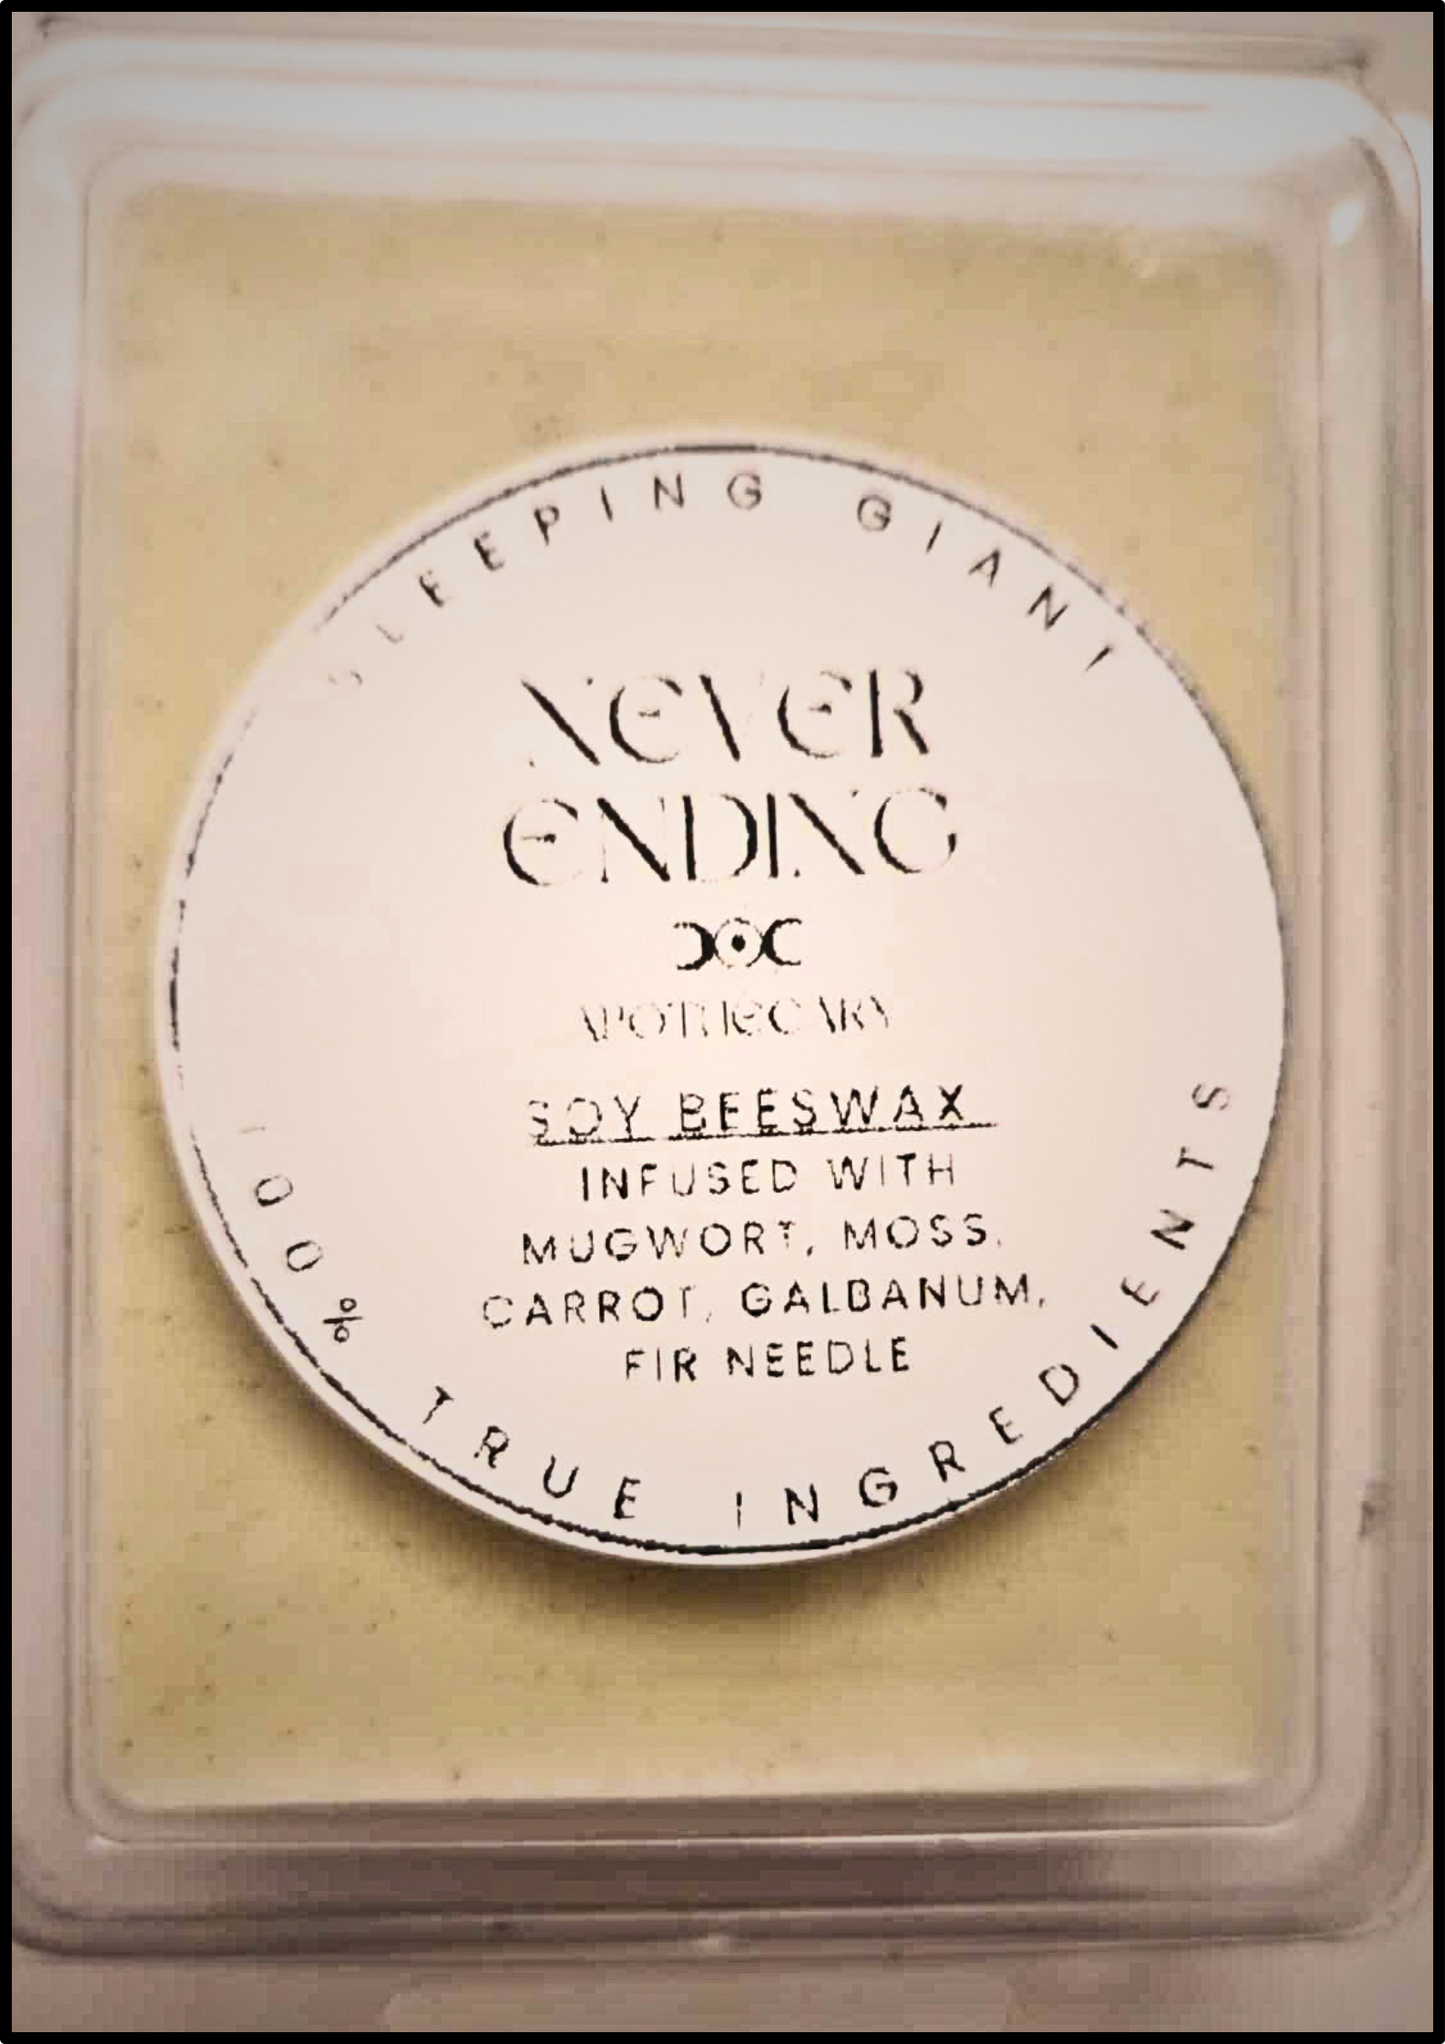 SLEEPING GIANT
NEVER
ENDING
APOTHECARY
SOY BEESWAX
INFUSED WITH
MUGWORT, MOSS,
CARROT, GALBANUM,
FIR NEEDLE
100% TRUE INGREDIENTS